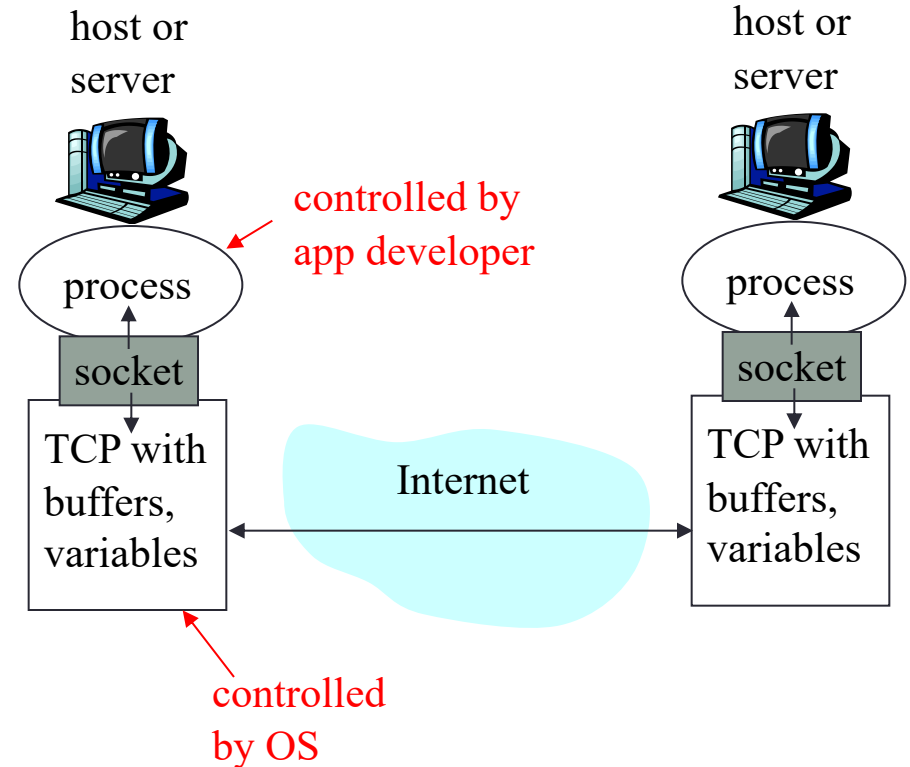 host or
server
controlled by
app developer
process
socket
TCP with
buffers,
variables
controlled
by OS
Internet
host or
server
process
socket
TCP with
buffers,
variables